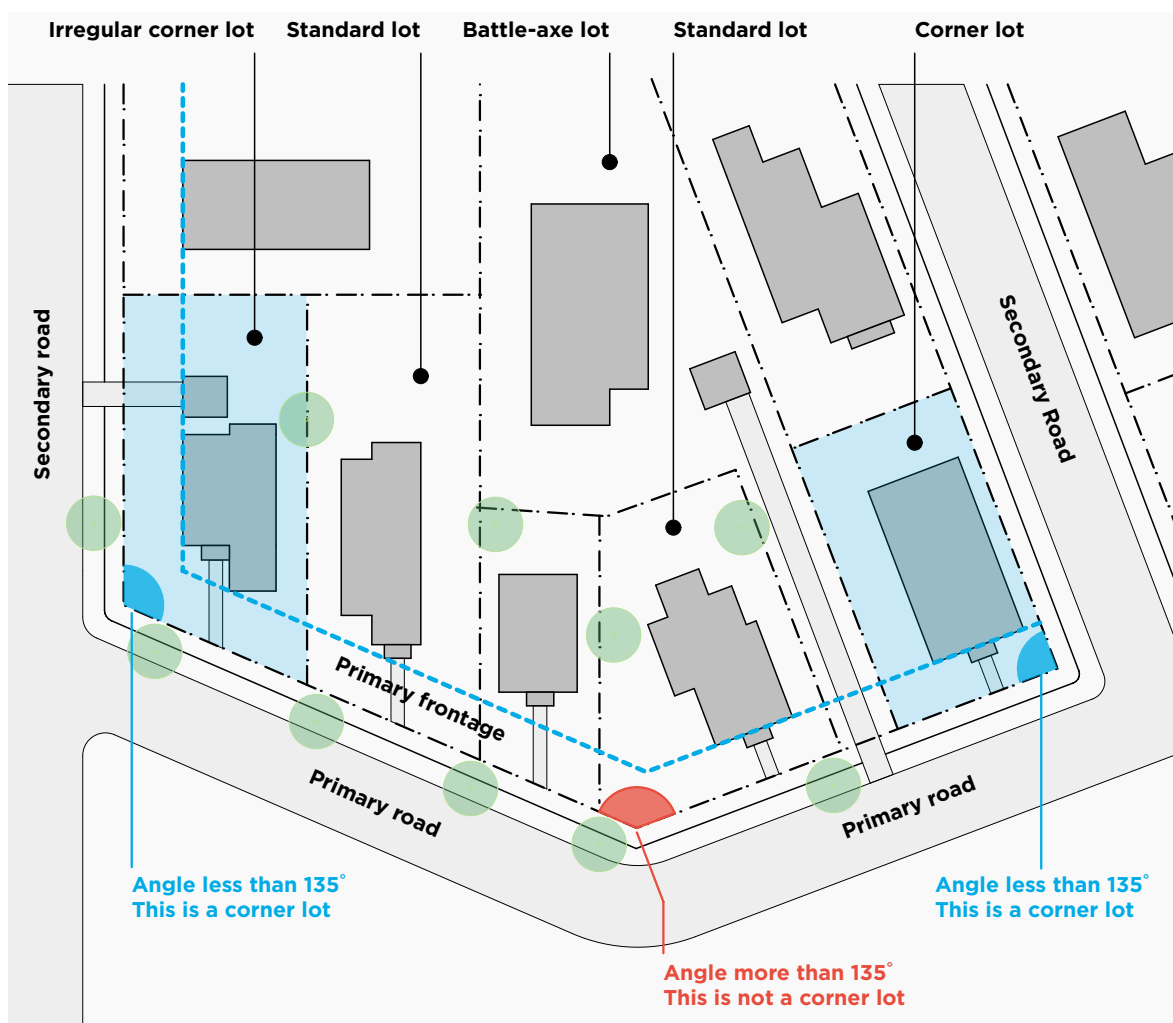 Irregular corner lot
Standard lot
Battle-axe lot
Standard lot
Corner lot
Secondary road
Secondary Road
Primary frontage
Primary road
Primary road
Angle less than 135°
This is a corner lot
Angle less than 135°
This is a corner lot
Angle more than 135°
This is not a corner lot